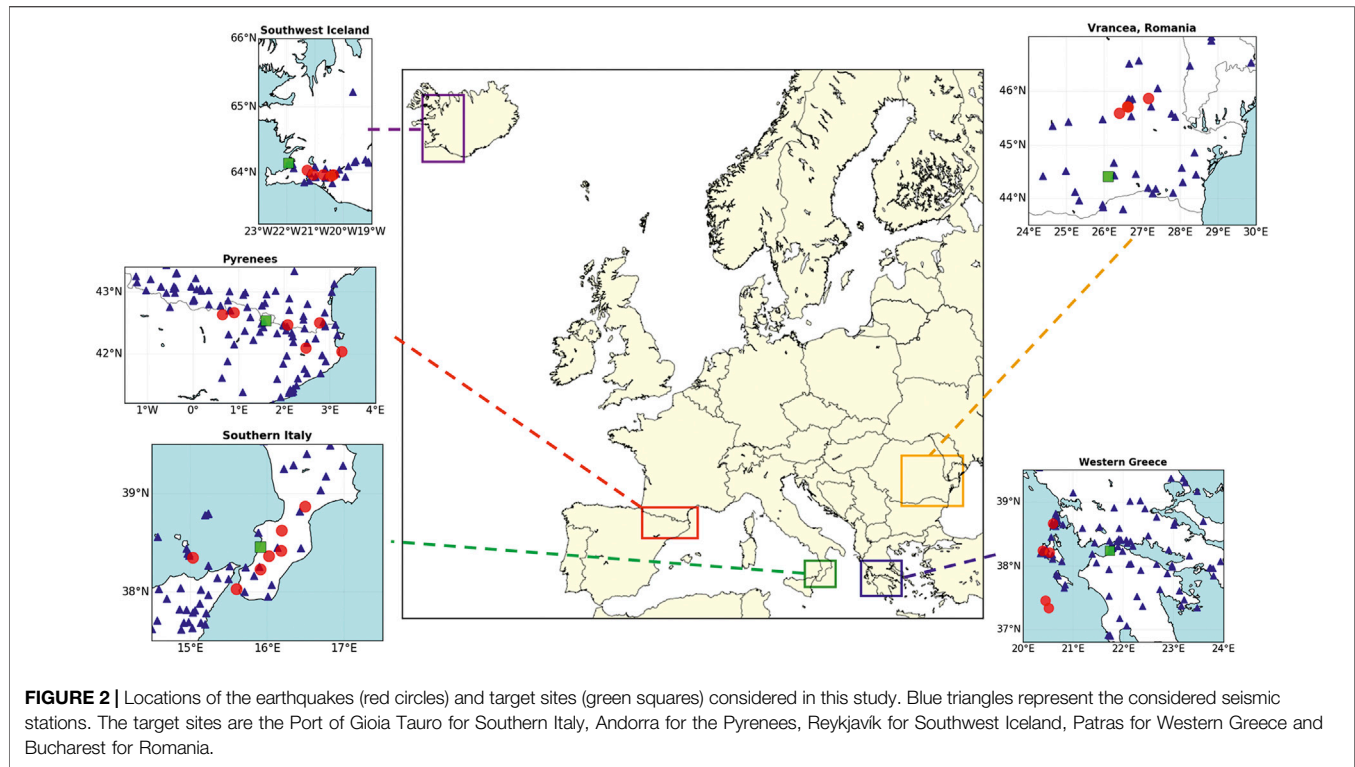 Southwest Iceland
66°N
65°N
64°N
23°W22°W21°W20°W19°W
Vrancea, Romania
46°N
45°N
44°N
24°E 25°E 26°E 27°E 28°E 29°E 30°E
Pyrenees
43°N
42°N
1°W 0° 1°E 2°E 3°E 4°E
Southern Italy
39°N
38°N
15°E 16°E 17°E
Western Greece
39°N
38°N
37°N
20°E 21°E 22°E 23°E 24°E
FIGURE 2 | Locations of the earthquakes (red circles) and target sites (green squares) considered in this study. Blue triangles represent the considered seismic
stations. The target sites are the Port of Gioia Tauro for Southern Italy, Andorra for the Pyrenees, Reykjavík for Southwest Iceland, Patras for Western Greece and
Bucharest for Romania.